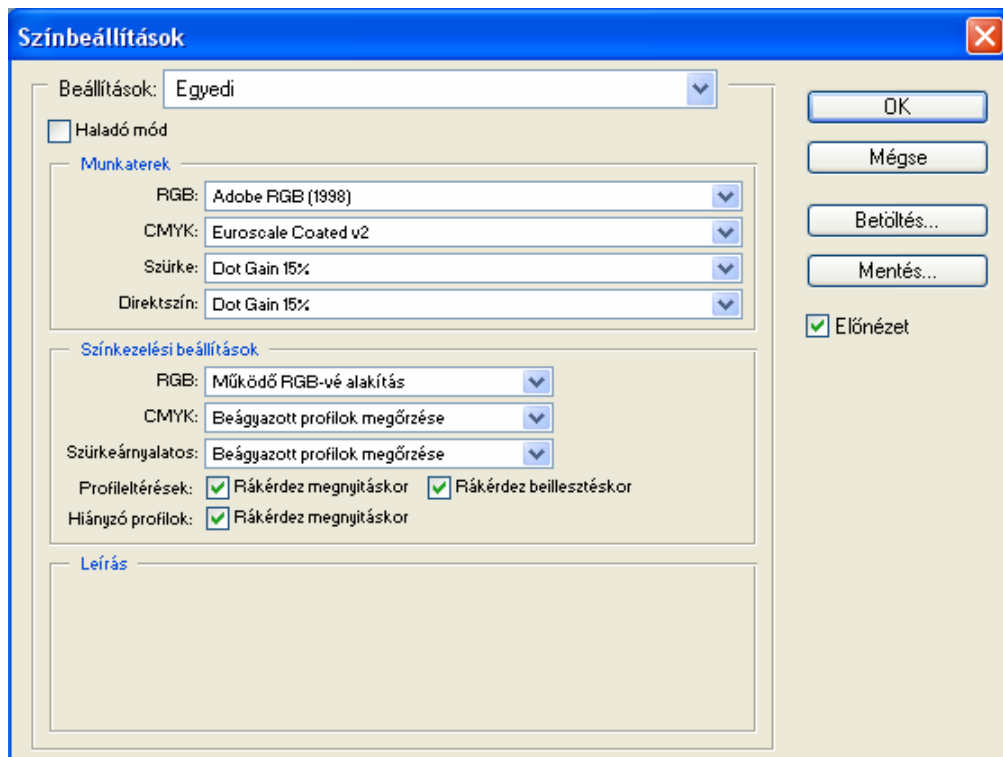 Színbeállítások
Beállítások: Egyedi
Haladó mód
Munkaterek
RGB: Adobe RGB (1998)
CMYK: Euroscale Coated v2
Szürke: Dot Gain 15%
Direktszín: Dot Gain 15%
Színkezelési beállítások
RGB: Működő RGB-vé alakítás
CMYK: Beágyazott profilok megőrzése
Szürkeárnyalatos: Beágyazott profilok megőrzése
Profileltérések: Rákérdez megnyitáskor Rákérdez beillesztéskor
Hiányzó profilok: Rákérdez megnyitáskor
Leírás
OK
Mégse
Betöltés...
Mentés...
Előnézet